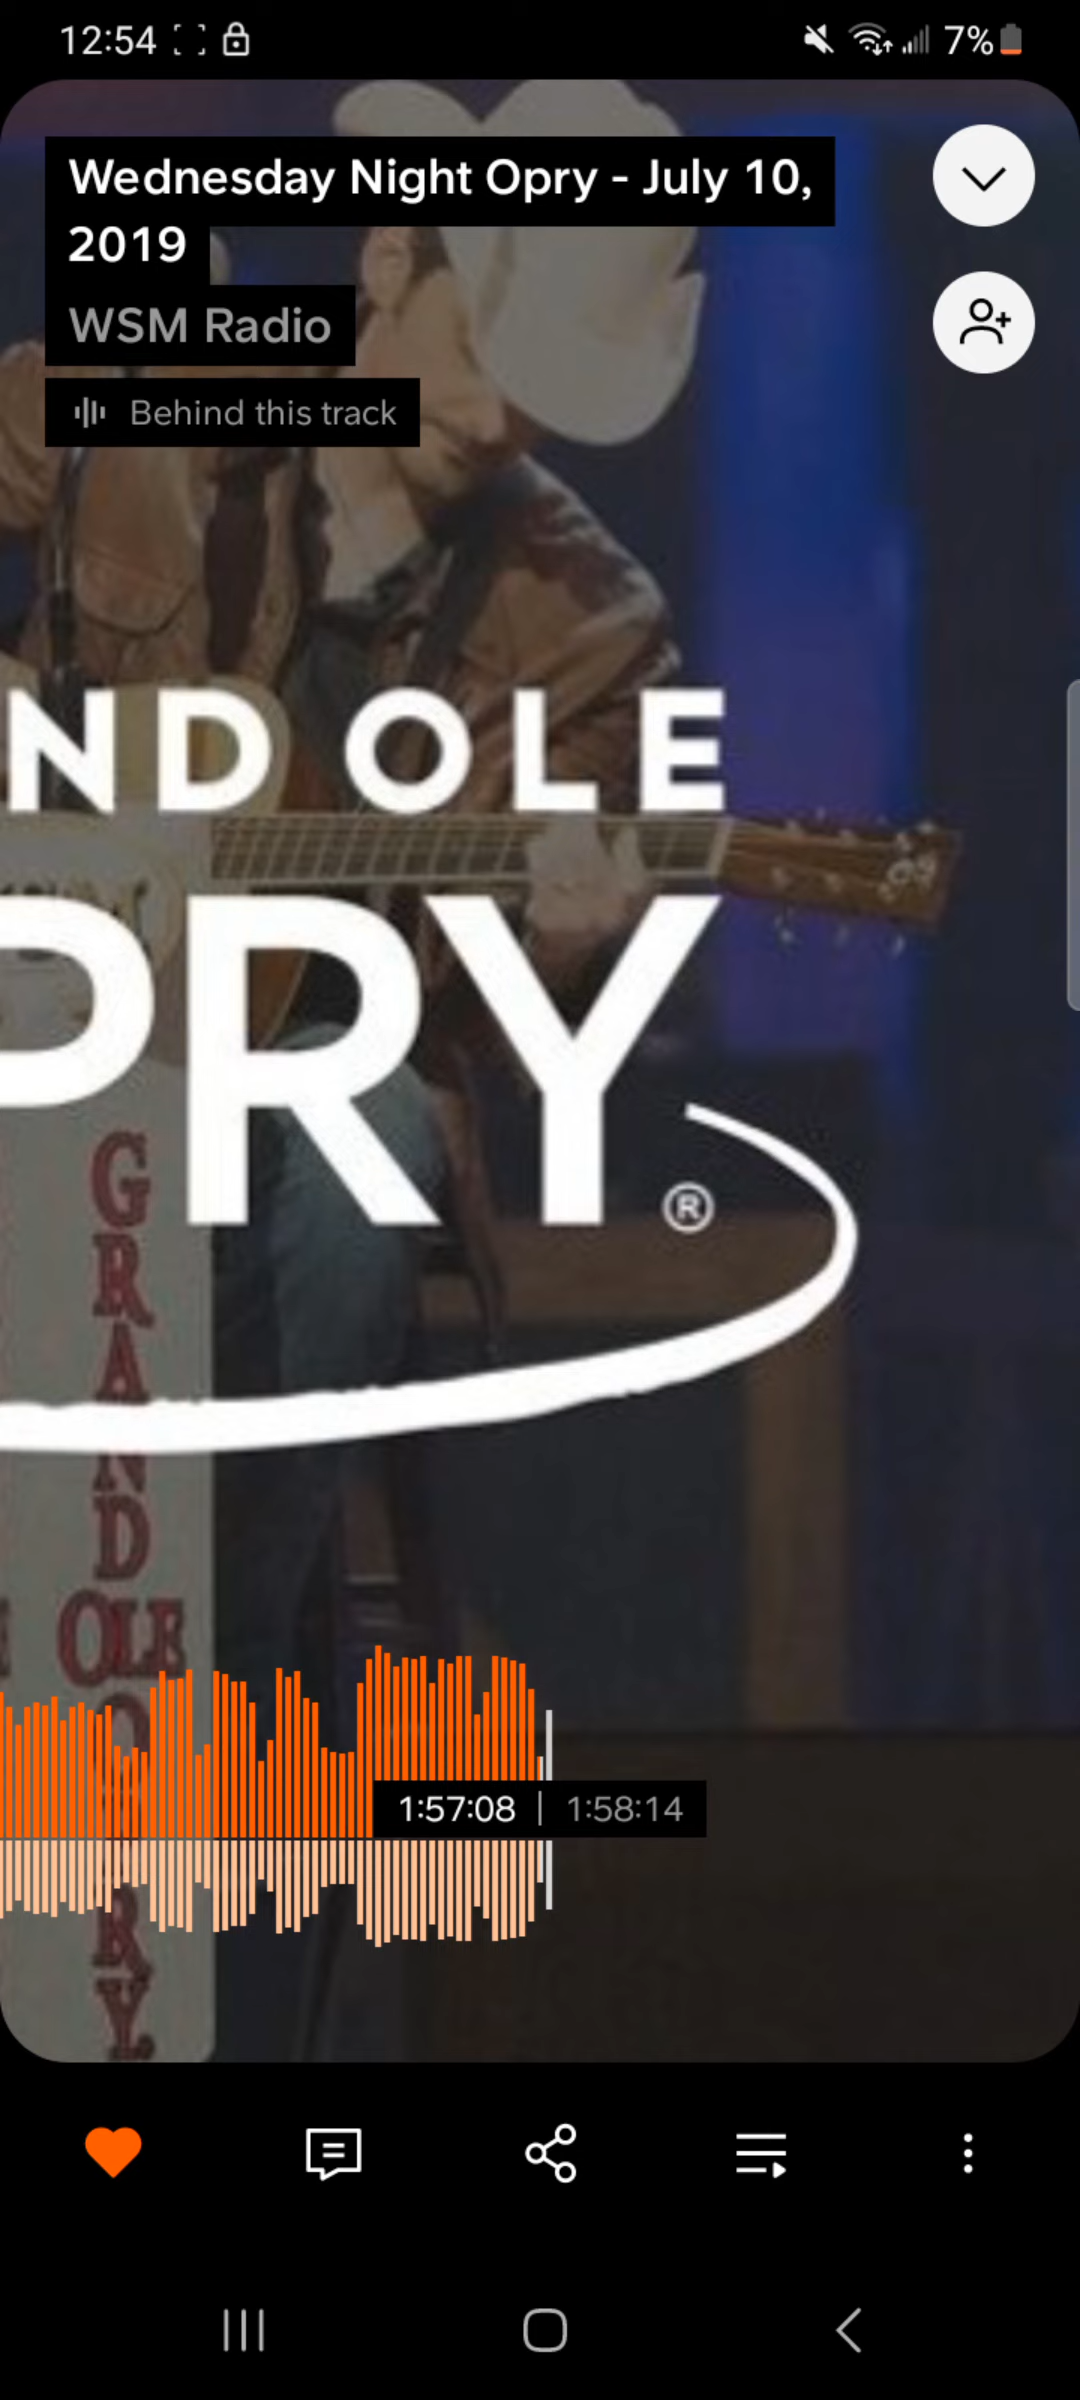 12:54
7%
Wednesday Night Opry - July 10,
2019
WSM Radio
Behind this track
ND OLE
PRY®
GRAND
OLE
RY
1:57:08 | 1:58:14